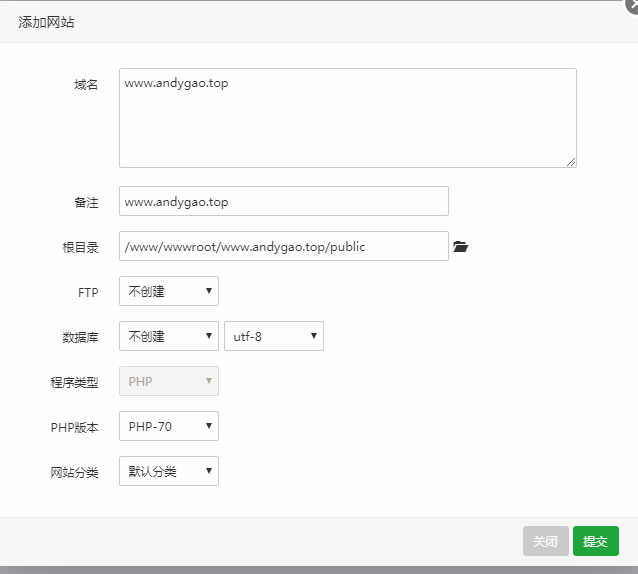 添加网站
域名
www.andygao.top
备注
www.andygao.top
根目录
/www/wwwroot/www.andygao.top/public
FTP
不创建
数据库
不创建
utf-8
程序类型
PHP
PHP版本
PHP-70
网站分类
默认分类
关闭
提交